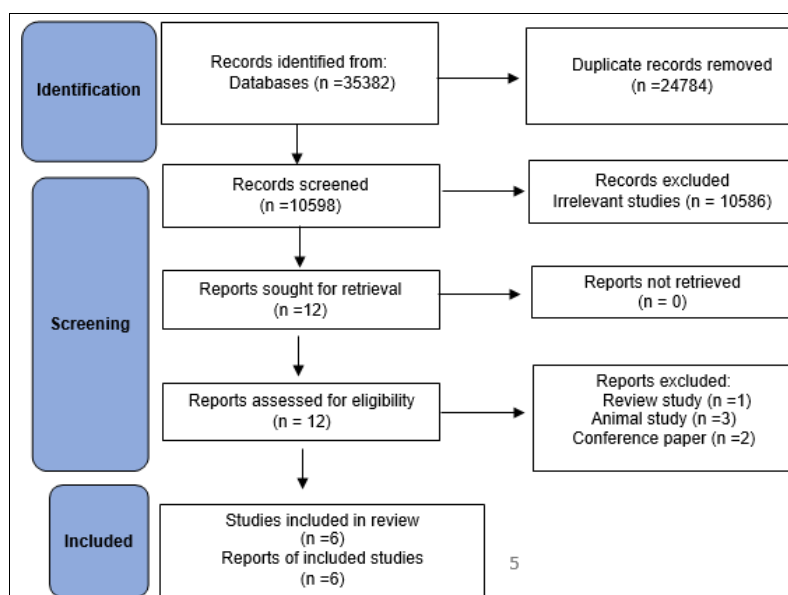 Identification
Records identified from:
Databases (n =35382)
Duplicate records removed
(n =24784)
Screening
Records screened
(n =10598)
Records excluded
Irrelevant studies (n = 10586)
Reports sought for retrieval
(n =12)
Reports not retrieved
(n = 0)
Reports assessed for eligibility
(n = 12)
Reports excluded:
Review study (n =1)
Animal study (n =3)
Conference paper (n =2)
Included
Studies included in review
(n =6)
Reports of included studies
(n =6)
5